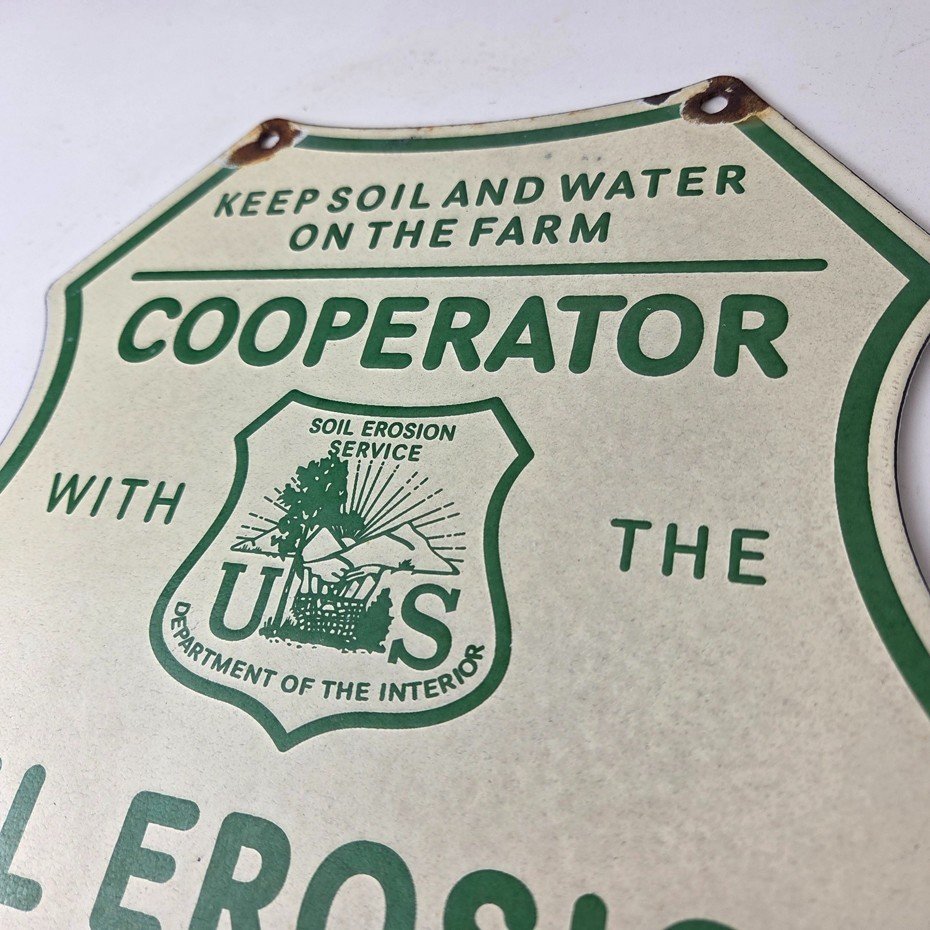 KEEP SOIL AND WATER
ON THE FARM
COOPERATOR
WITH
THE
SOIL EROSION
SERVICE
U S
DEPARTMENT OF THE INTERIOR